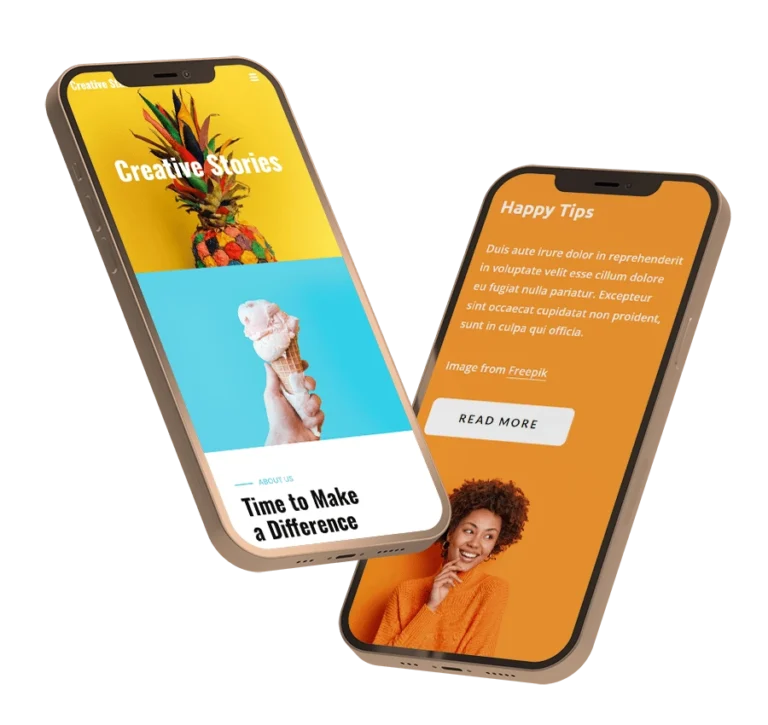 Creative
Creative Stories
ABOUT US
Time to Make
a Difference
Happy Tips
Duis aute irure dolor in reprehenderit
in voluptate velit esse cillum dolore
eu fugiat nulla pariatur. Excepteur
sint occaecat cupidatat non proident,
sunt in culpa qui officia.
Image from Freepik
READ MORE